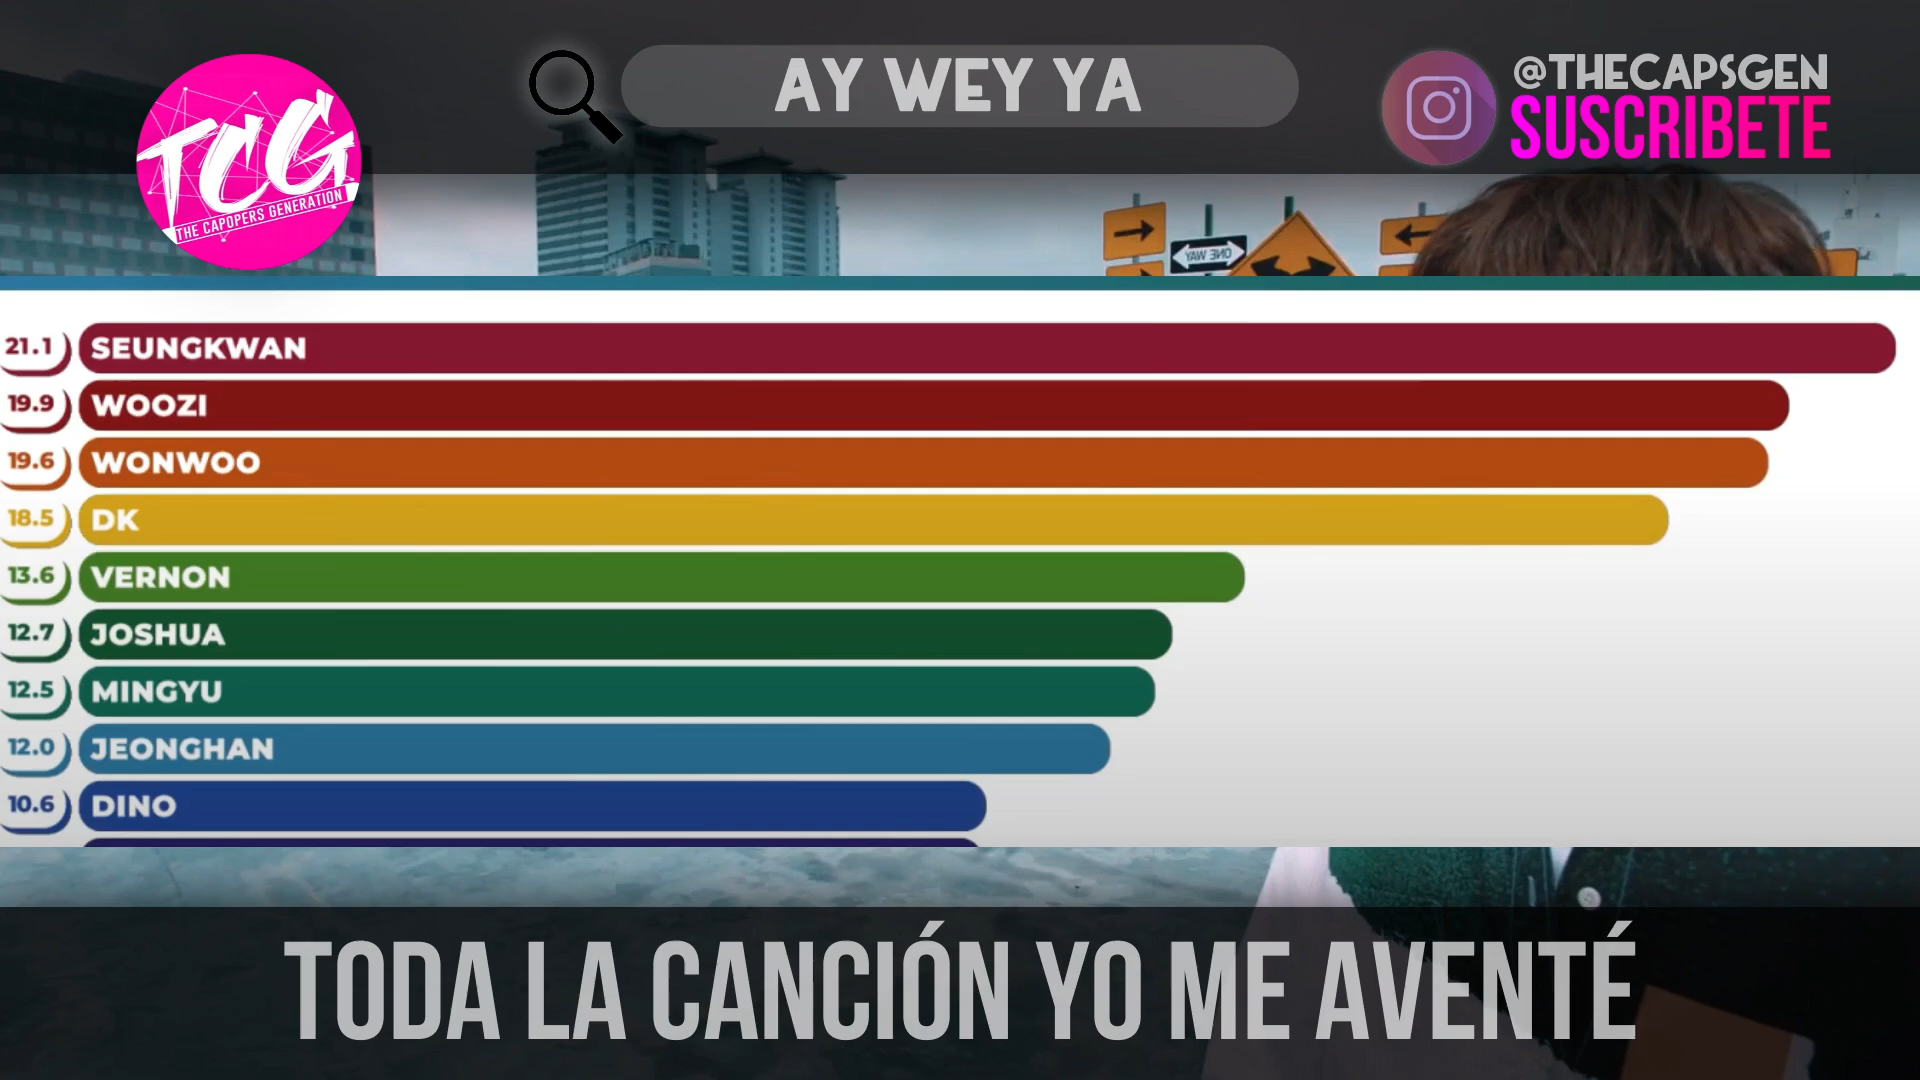 AY WEY YA
@THECAPSGEN
SUSCRIBETE
TCG
THE CAPOPERS GENERATION
ONE WAY
21.1 SEUNGKWAN
19.9 WOOZI
19.6 WONWOO
18.5 DK
13.6 VERNON
12.7 JOSHUA
12.5 MINGYU
12.0 JEONGHAN
10.6 DINO
TODA LA CANCIÓN YO ME AVENTÉ